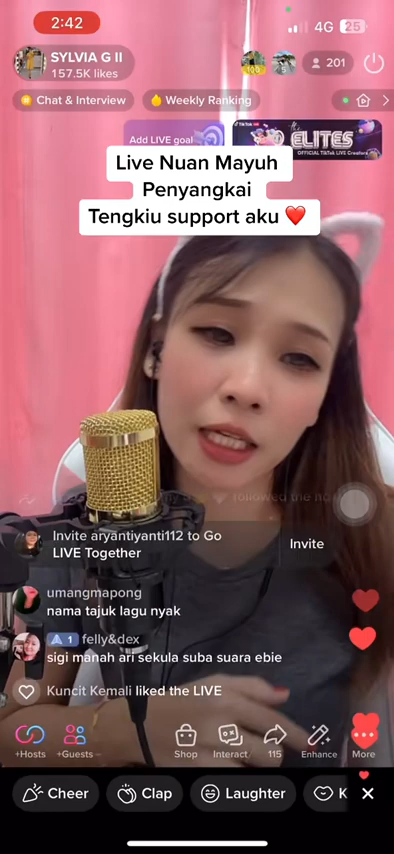 2:42
4G 25
SYLVIA G II
157.5K likes
201
Chat & Interview
Weekly Ranking
Add LIVE goal
the ELITES
OFFICIAL TikTok LIVE Creators
Live Nuan Mayuh
Penyangkai
Tengkiu support aku ❤️
followed the
Invite aryantiyanti112 to Go
LIVE Together
Invite
umangmapong
nama tajuk lagu nyak
1 felly&dex
sigi manah ari sekula suba suara ebie
Kuncit Kemali liked the LIVE
+Hosts
+Guests
Shop
Interact
115
Enhance
More
Cheer
Clap
Laughter
K